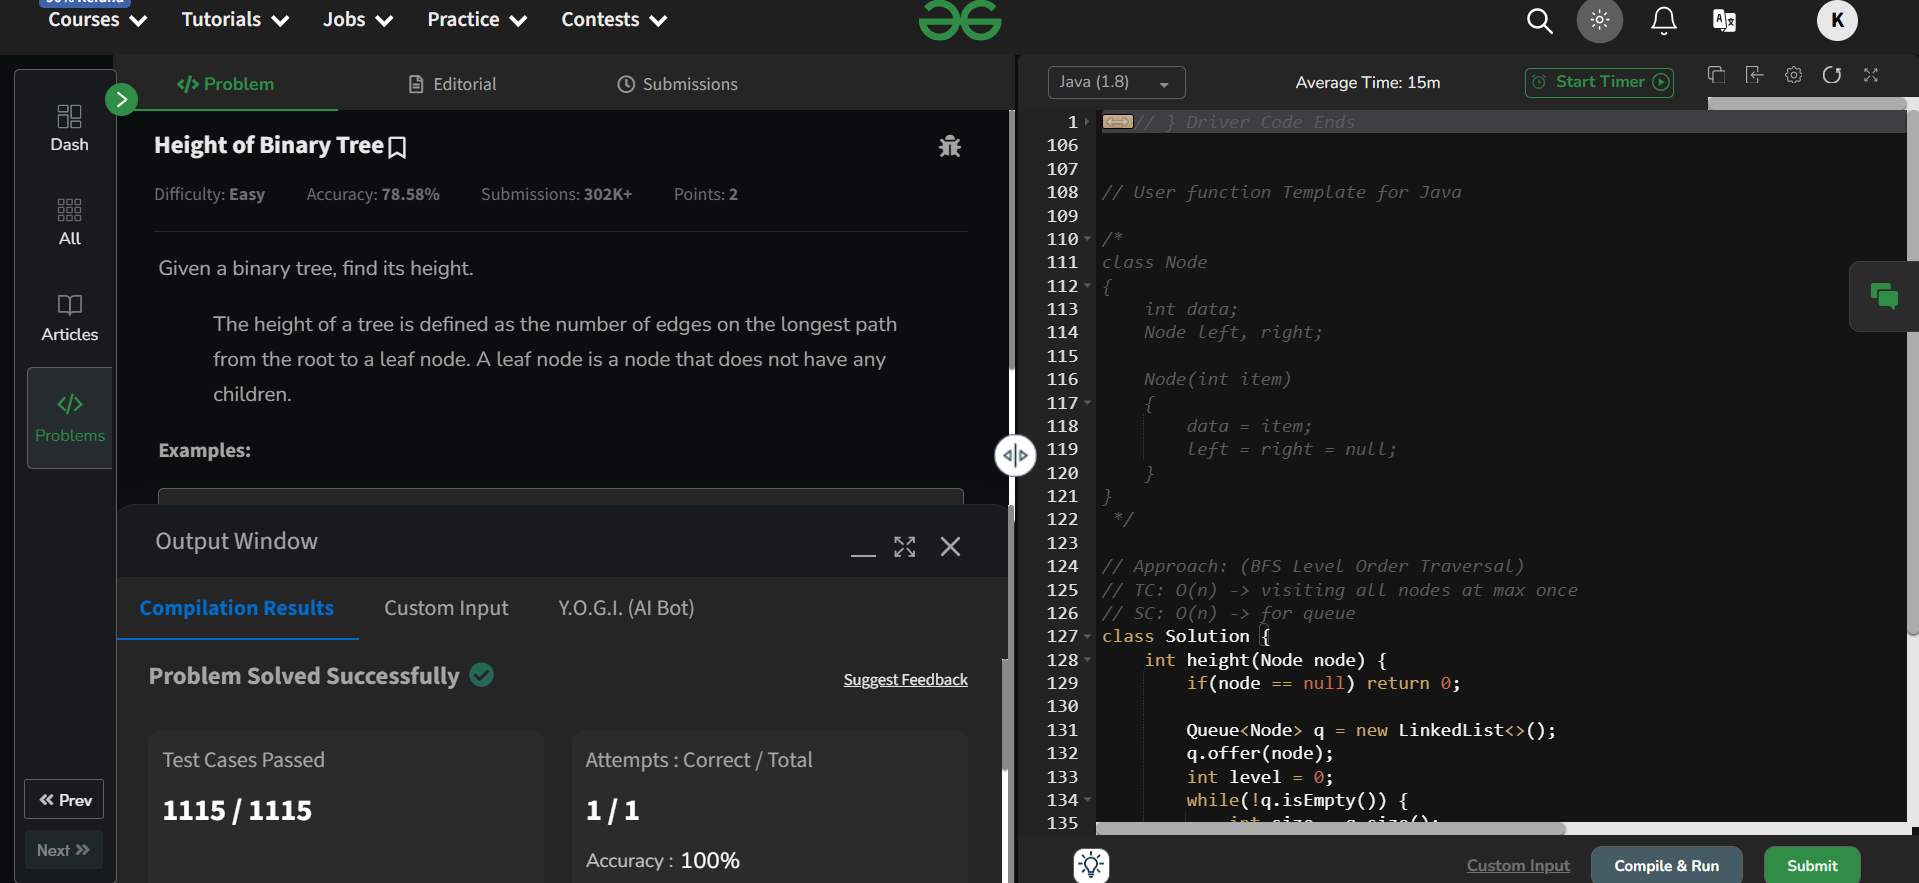 Courses
Tutorials
Jobs
Practice
Contests
K
Dash
All
Articles
Problems
Prev
Next
Problem
Editorial
Submissions
Height of Binary Tree
Difficulty: Easy
Accuracy: 78.58%
Submissions: 302K+
Points: 2
Given a binary tree, find its height.
The height of a tree is defined as the number of edges on the longest path
from the root to a leaf node. A leaf node is a node that does not have any
children.
Examples:
Output Window
Compilation Results
Custom Input
Y.O.G.I. (AI Bot)
Problem Solved Successfully
Suggest Feedback
Test Cases Passed
1115 / 1115
Attempts : Correct / Total
1 / 1
Accuracy : 100%
Java (1.8)
Average Time: 15m
Start Timer
1 // } Driver Code Ends
106
107
108 // User function Template for Java
109
110 /*
111 class Node
112 {
113     int data;
114     Node left, right;
115
116     Node(int item)
117     {
118         data = item;
119         left = right = null;
120     }
121 }
122  */
123
124 // Approach: (BFS Level Order Traversal)
125 // TC: O(n) -> visiting all nodes at max once
126 // SC: O(n) -> for queue
127 class Solution {
128     int height(Node node) {
129         if(node == null) return 0;
130
131         Queue<Node> q = new LinkedList<>();
132         q.offer(node);
133         int level = 0;
134         while(!q.isEmpty()) {
135             int size = q.size();
Custom Input
Compile & Run
Submit